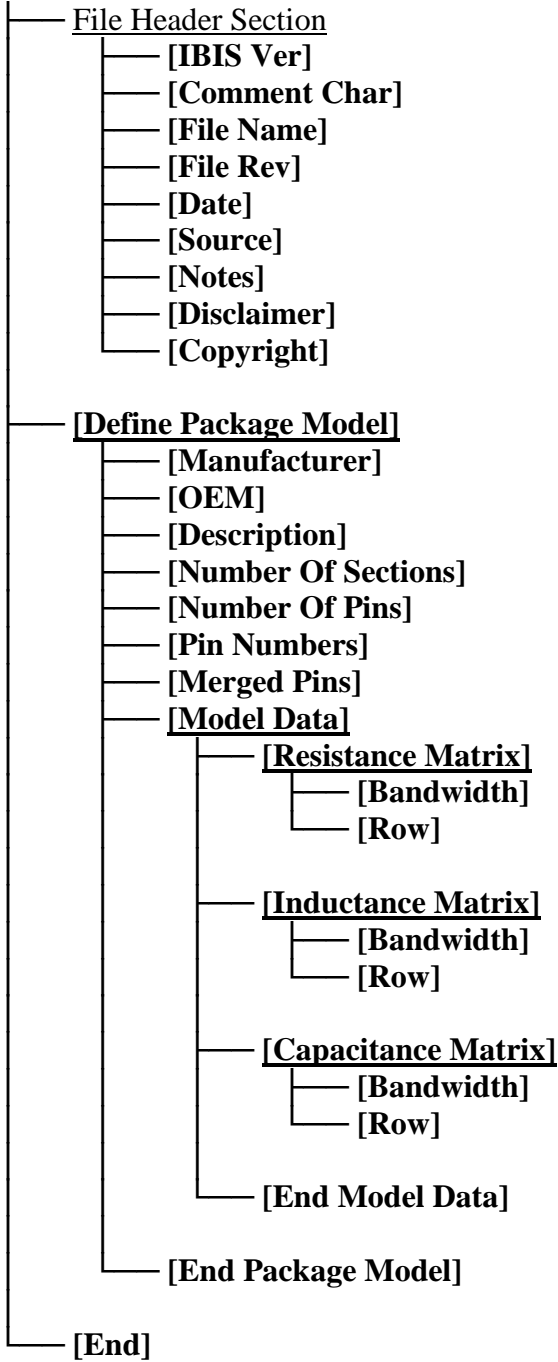 File Header Section
[IBIS Ver]
[Comment Char]
[File Name]
[File Rev]
[Date]
[Source]
[Notes]
[Disclaimer]
[Copyright]
[Define Package Model]
[Manufacturer]
[OEM]
[Description]
[Number Of Sections]
[Number Of Pins]
[Pin Numbers]
[Merged Pins]
[Model Data]
[Resistance Matrix]
[Bandwidth]
[Row]
[Inductance Matrix]
[Bandwidth]
[Row]
[Capacitance Matrix]
[Bandwidth]
[Row]
[End Model Data]
[End Package Model]
[End]